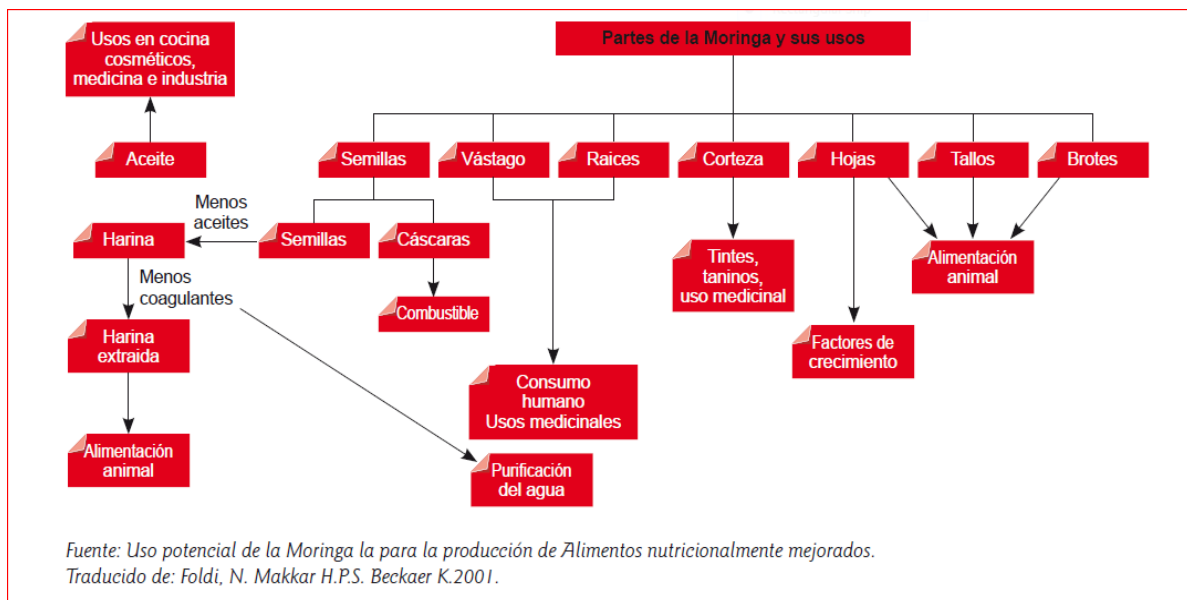 Partes de la Moringa y sus usos
Usos en cocina
cosméticos,
medicina e industria
Aceite
Semillas
Vástago
Raices
Corteza
Hojas
Tallos
Brotes
Menos
aceites
Harina
Semillas
Cáscaras
Tintes,
taninos,
uso medicinal
Alimentación
animal
Menos
coagulantes
Combustible
Harina
extraida
Factores de
crecimiento
Consumo
humano
Usos medicinales
Alimentación
animal
Purificación
del agua
Fuente: Uso potencial de la Moringa la para la producción de Alimentos nutricionalmente mejorados.
Traducido de: Foldi, N. Makkar H.P.S. Beckaer K.2001.